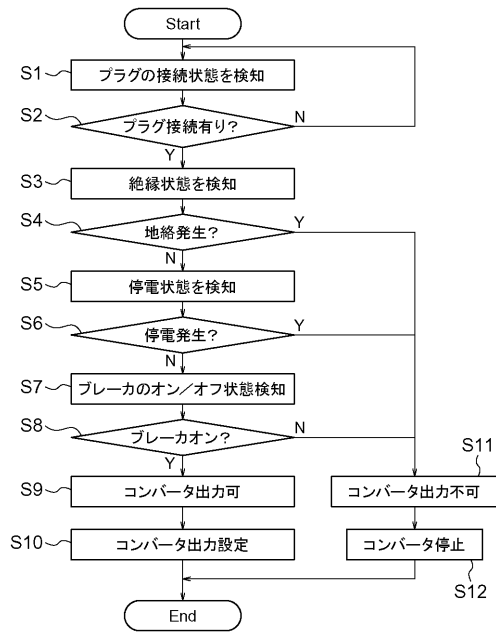 Start
S1
プラグの接続状態を検知
S2
プラグ接続有り?
N
Y
S3
絶縁状態を検知
S4
地絡発生?
Y
N
S5
停電状態を検知
S6
停電発生?
Y
N
S7
ブレーカのオン/オフ状態検知
S8
ブレーカオン?
N
Y
S9
コンバータ出力可
S11
コンバータ出力不可
S10
コンバータ出力設定
コンバータ停止
S12
End